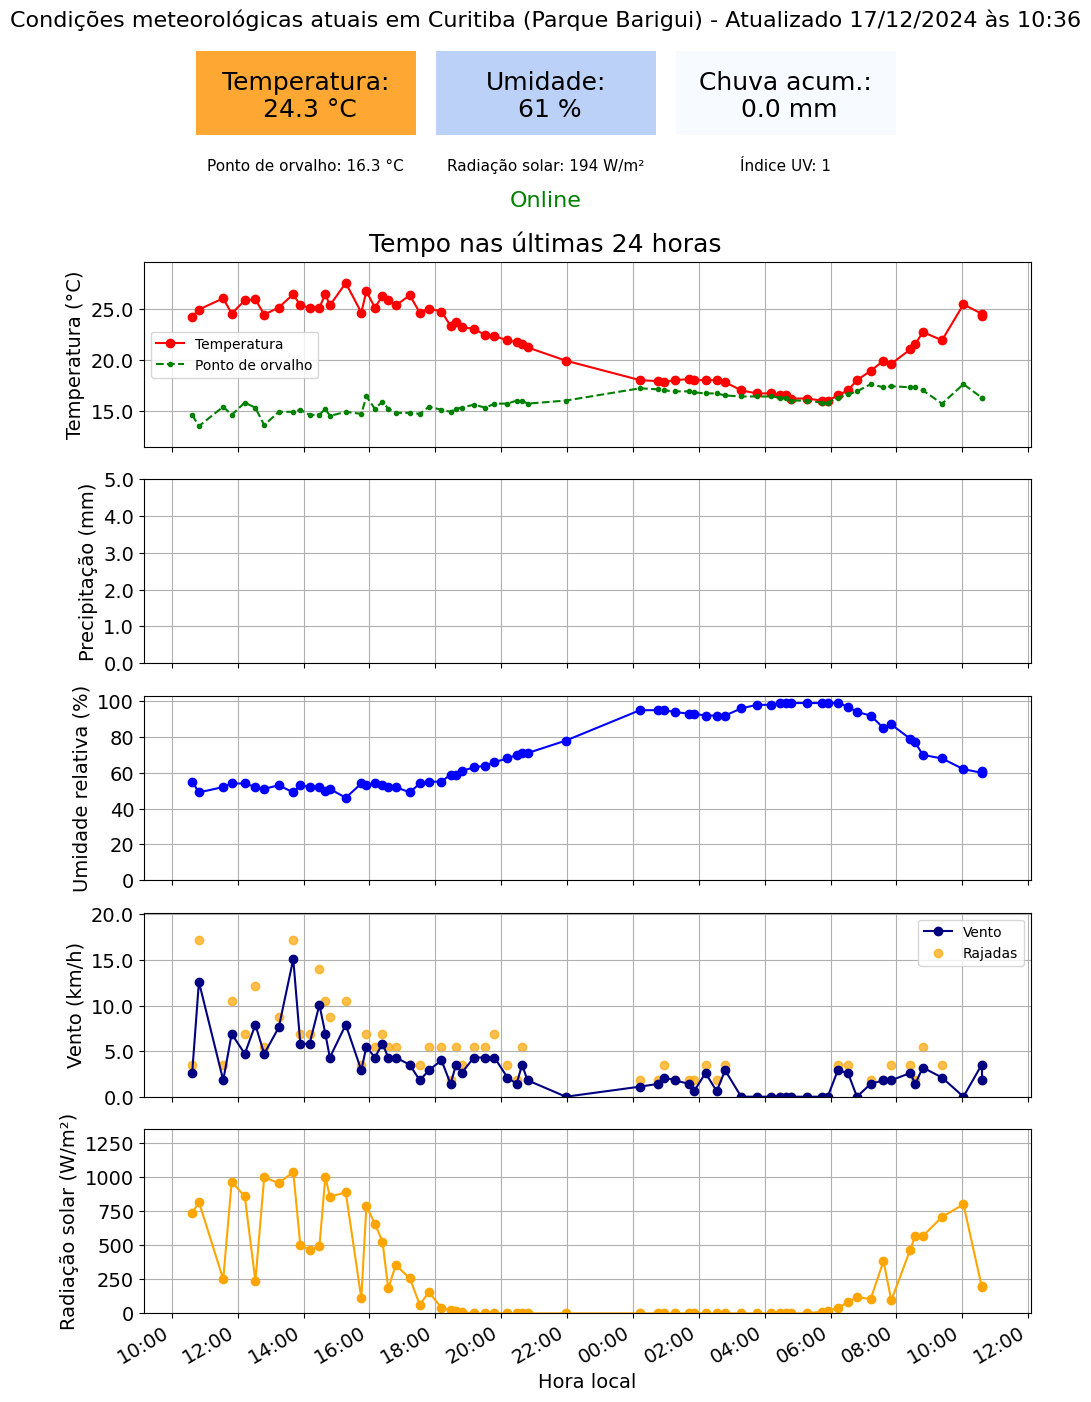 Condições meteorológicas atuais em Curitiba (Parque Barigui) - Atualizado 17/12/2024 às 10:36
Temperatura:
24.3 °C
Umidade:
61 %
Chuva acum.:
0.0 mm
Ponto de orvalho: 16.3 °C
Radiação solar: 194 W/m²
Índice UV: 1
Online
Tempo nas últimas 24 horas
Temperatura (°C)
25.0
20.0
15.0
Temperatura
Ponto de orvalho
Precipitação (mm)
5.0
4.0
3.0
2.0
1.0
0.0
Umidade relativa (%)
100
80
60
40
20
0
Vento (km/h)
20.0
15.0
10.0
5.0
0.0
Vento
Rajadas
Radiação solar (W/m²)
1250
1000
750
500
250
0
10:00
12:00
14:00
16:00
18:00
20:00
22:00
00:00
02:00
04:00
06:00
08:00
10:00
12:00
Hora local